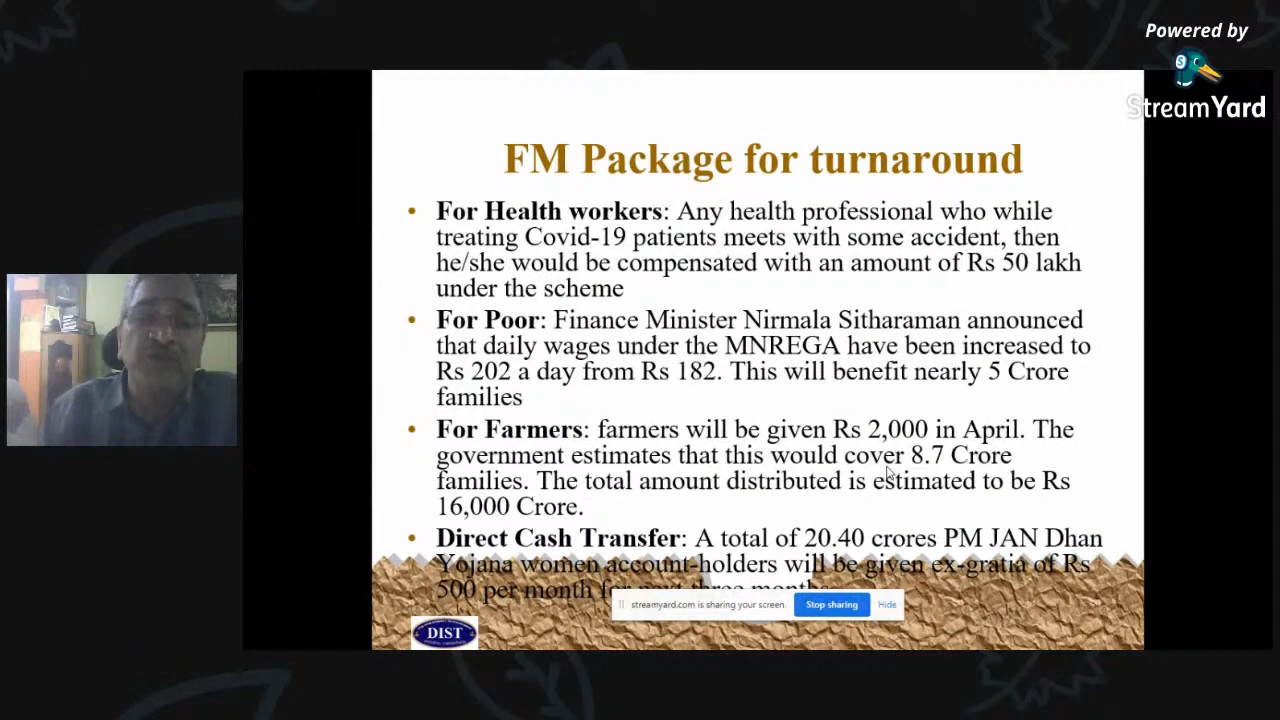 Powered by
StreamYard
FM Package for turnaround
• For Health workers: Any health professional who while
treating Covid-19 patients meets with some accident, then
he/she would be compensated with an amount of Rs 50 lakh
under the scheme
• For Poor: Finance Minister Nirmala Sitharaman announced
that daily wages under the MNREGA have been increased to
Rs 202 a day from Rs 182. This will benefit nearly 5 Crore
families
• For Farmers: farmers will be given Rs 2,000 in April. The
government estimates that this would cover 8.7 Crore
families. The total amount distributed is estimated to be Rs
16,000 Crore.
• Direct Cash Transfer: A total of 20.40 crores PM JAN Dhan
Yojana women account-holders will be given ex-gratia of Rs
500 per month for next three months
streamyard.com is sharing your screen. Stop sharing Hide
DIST